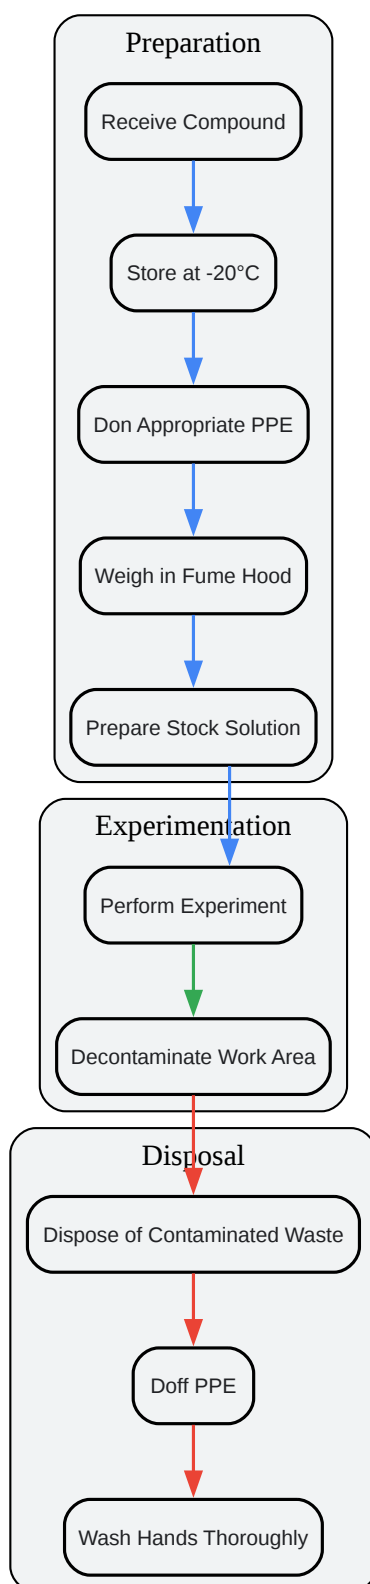 Preparation
Receive Compound
Store at -20°C
Don Appropriate PPE
Weigh in Fume Hood
Prepare Stock Solution
Experimentation
Perform Experiment
Decontaminate Work Area
Disposal
Dispose of Contaminated Waste
Doff PPE
Wash Hands Thoroughly